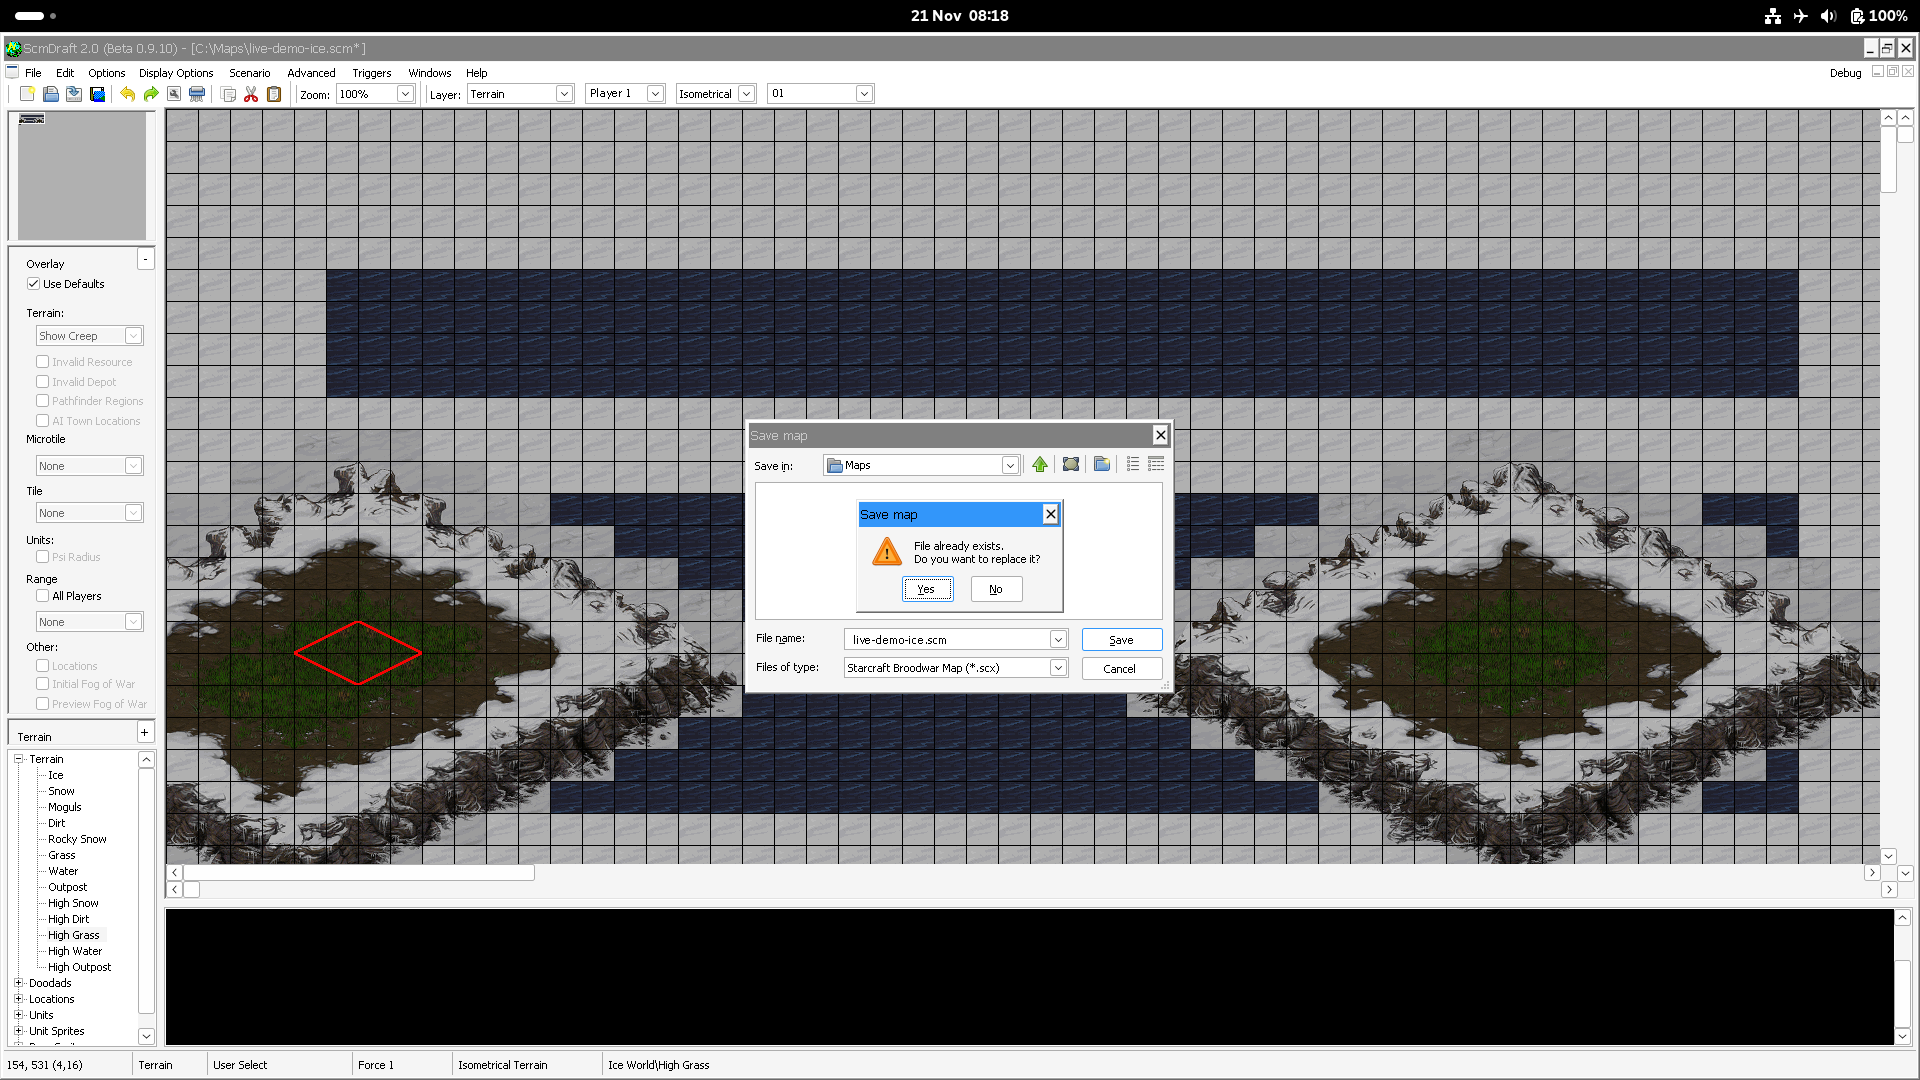 21 Nov 08:18
100%
ScmDraft 2.0 (Beta 0.9.10) - [C:\Maps\live-demo-ice.scm*]
File Edit Options Display Options Scenario Advanced Triggers Windows Help Debug
Zoom: 100% Layer: Terrain Player 1 Isometrical 01
-
Overlay
Use Defaults
Terrain:
Show Creep
Invalid Resource
Invalid Depot
Pathfinder Regions
AI Town Locations
Microtile
None
Tile
None
Units:
Psi Radius
Range
All Players
None
Other:
Locations
Initial Fog of War
Preview Fog of War
Terrain +
Terrain
Ice
Snow
Moguls
Dirt
Rocky Snow
Grass
Water
Outpost
High Snow
High Dirt
High Grass
High Water
High Outpost
Doodads
Locations
Units
Unit Sprites
Save map
Save in: Maps
Save map
File already exists.
Do you want to replace it?
Yes No
File name: live-demo-ice.scm Save
Files of type: Starcraft Broodwar Map (*.scx) Cancel
154, 531 (4,16) Terrain User Select Force 1 Isometrical Terrain Ice World\High Grass